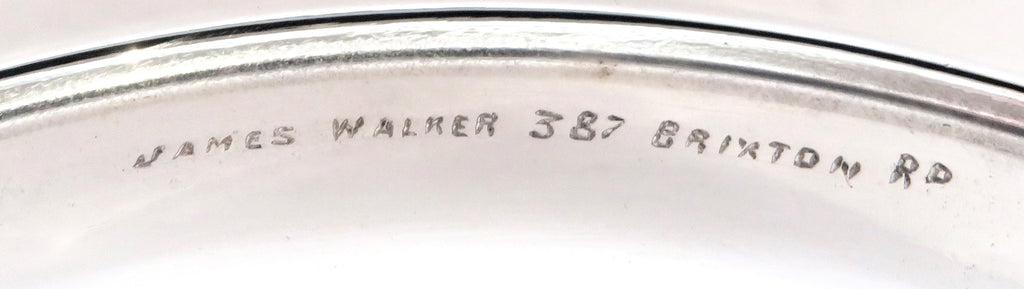 JAMES WALKER 387 BRIXTON RD